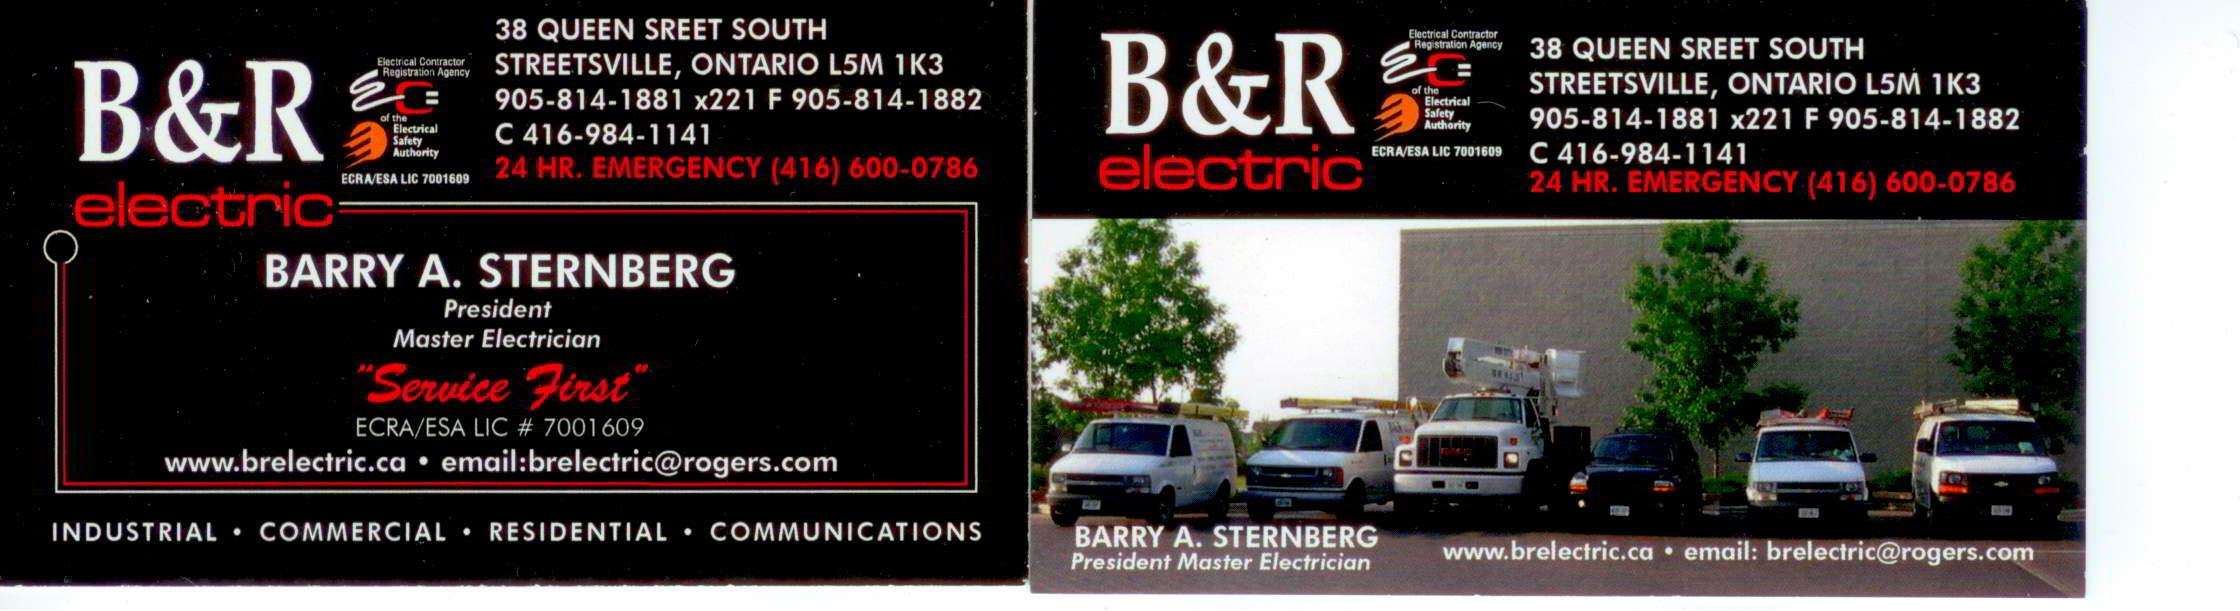 B&R
electric
Electrical Contractor
Registration Agency
of the
Electrical
Safety
Authority
ECRA/ESA LIC 7001609
38 QUEEN SREET SOUTH
STREETSVILLE, ONTARIO L5M 1K3
905-814-1881 x221 F 905-814-1882
C 416-984-1141
24 HR. EMERGENCY (416) 600-0786
BARRY A. STERNBERG
President
Master Electrician
"Service First"
ECRA/ESA LIC # 7001609
www.brelectric.ca • email:brelectric@rogers.com
INDUSTRIAL • COMMERCIAL • RESIDENTIAL • COMMUNICATIONS
B&R
electric
Electrical Contractor
Registration Agency
of the
Electrical
Safety
Authority
ECRA/ESA LIC 7001609
38 QUEEN SREET SOUTH
STREETSVILLE, ONTARIO L5M 1K3
905-814-1881 x221 F 905-814-1882
C 416-984-1141
24 HR. EMERGENCY (416) 600-0786
BARRY A. STERNBERG
President Master Electrician
www.brelectric.ca • email: brelectric@rogers.com